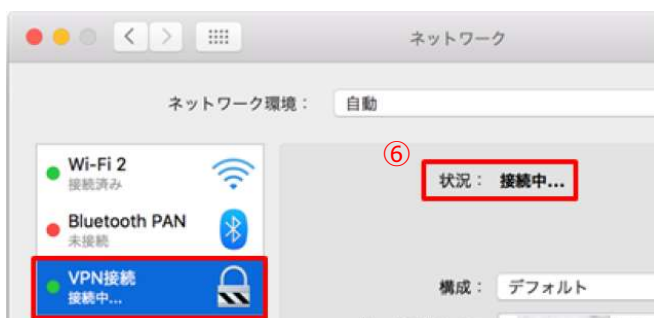 ネットワーク
ネットワーク環境： 自動
Wi-Fi 2
接続済み
⑥
状況： 接続中...
Bluetooth PAN
未接続
VPN接続
接続中...
構成： デフォルト